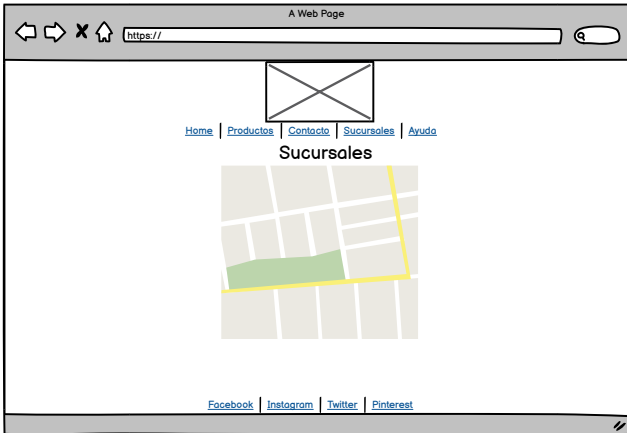 A Web Page
https://
Home Productos Contacto Sucursales Ayuda
Sucursales
Facebook Instagram Twitter Pinterest